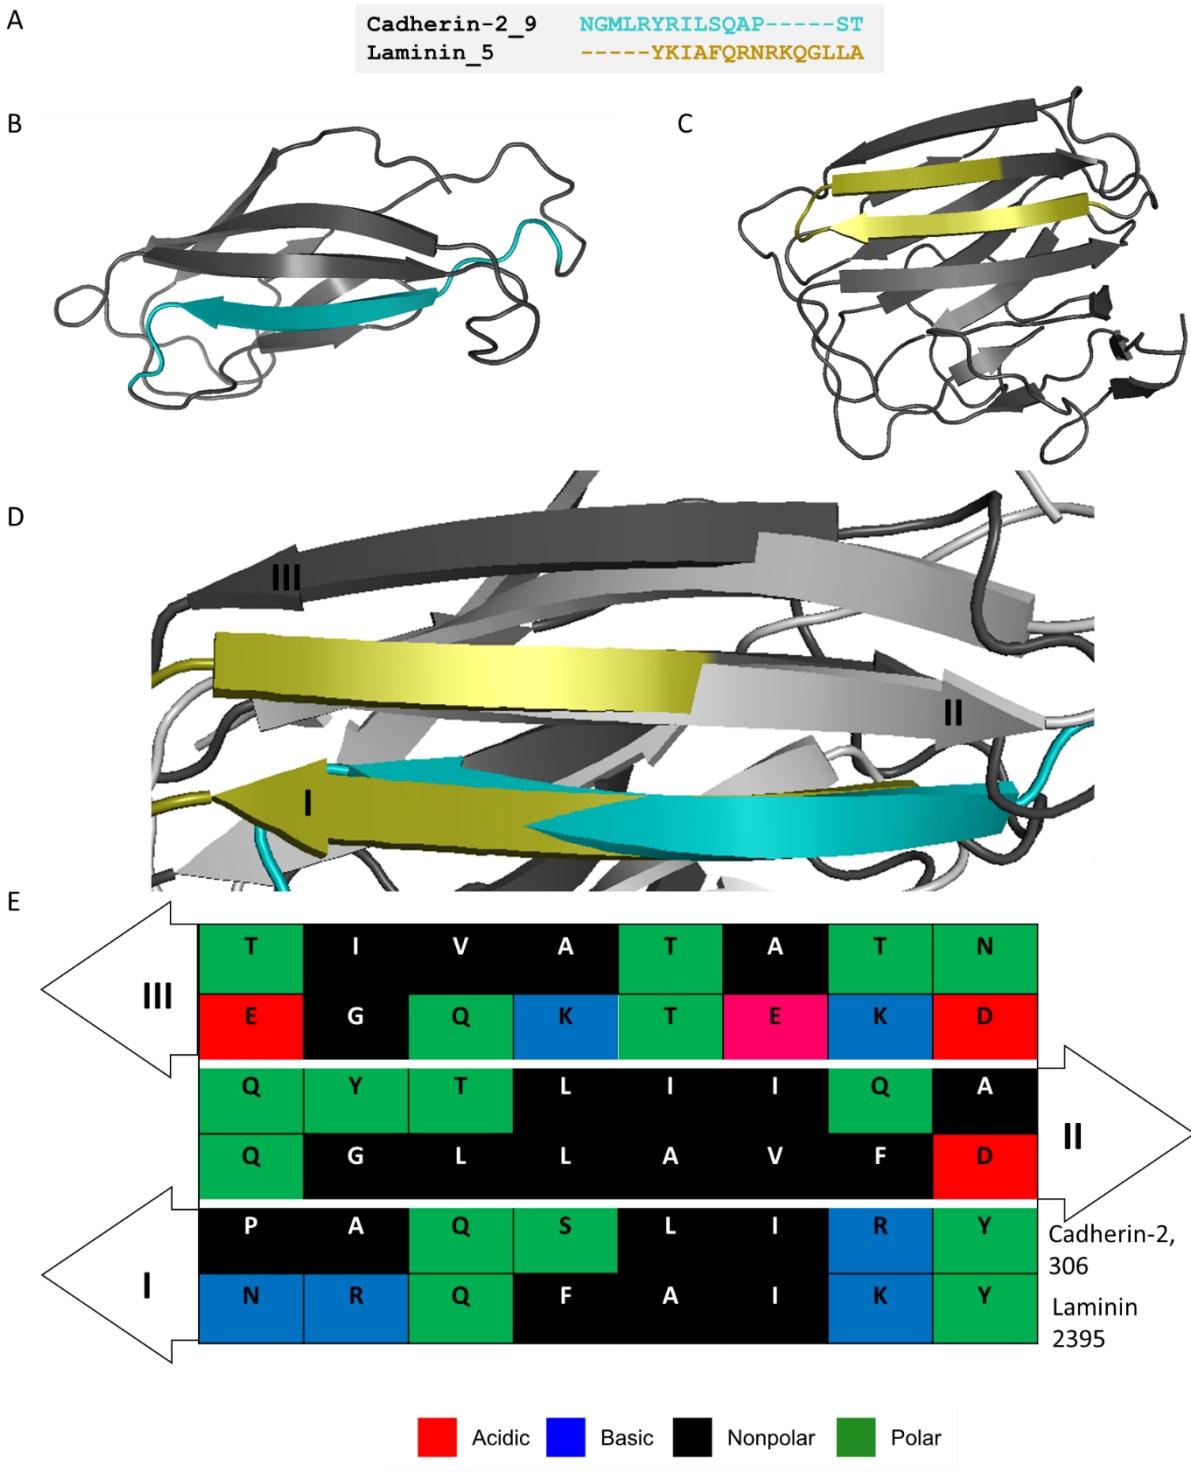 A
Cadherin-2_9 NGMLRYRILSQAP-----ST
Laminin_5 -----YKIAFQRNRKQGLLA
B
C
D
III
II
I
E
III
T I V A T A T N
E G Q K T E K D
Q Y T L I I Q A
Q G L L A V F D
II
I
P A Q S L I R Y
N R Q F A I K Y
Cadherin-2,
306
Laminin
2395
Acidic Basic Nonpolar Polar